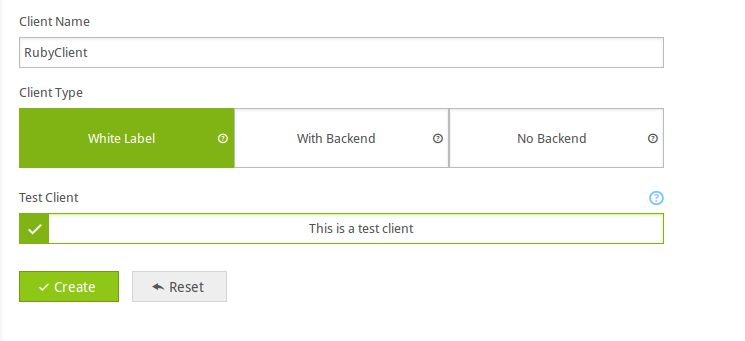 Client Name
RubyClient
Client Type
White Label ? With Backend ? No Backend ?
Test Client ?
This is a test client
Create Reset